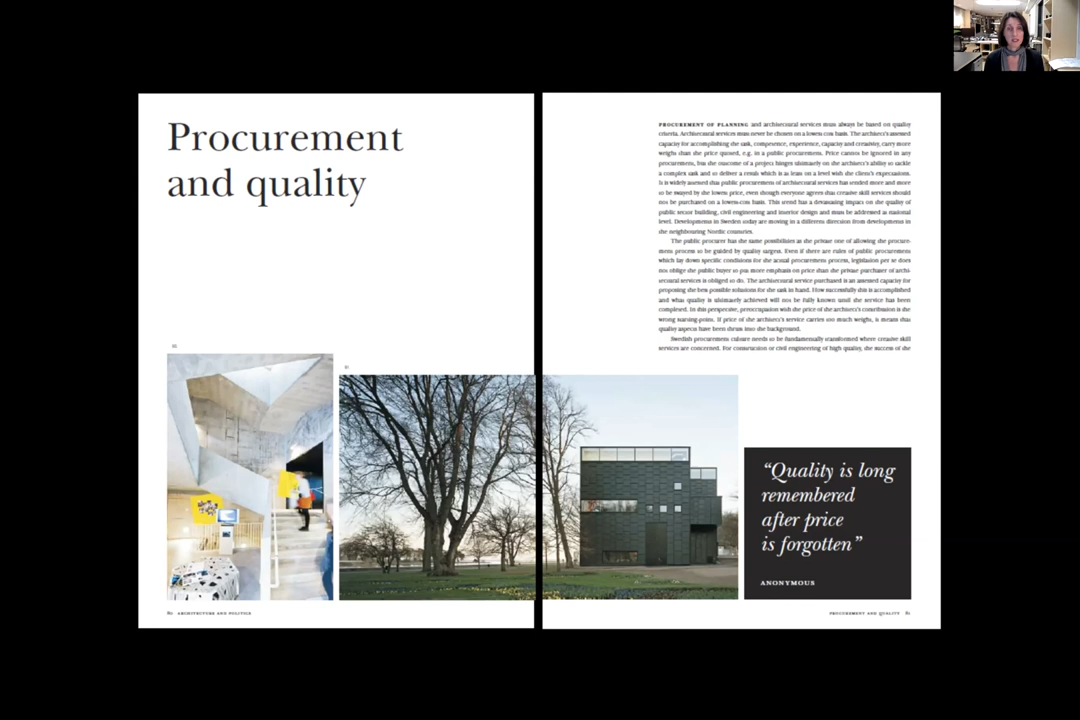 Procurement
and quality
PROCUREMENT OF PLANNING and architectural services must always be based on quality
criteria. Architectural services must never be chosen on a lowest-cost basis. The architect's assessed
capacity for accomplishing the task, competence, experience, capacity and creativity, carry more
weight than the price quoted, e.g. in a public procurement. Price cannot be ignored in any
procurement, but the outcome of a project hinges ultimately on the architect's ability to tackle
a complex task and to deliver a result which is at least on a level with the client's expectations.
It is widely assessed that public procurement of architectural services has tended more and more
to be swayed by the lowest price, even though everyone agrees that creative skill services should
not be purchased on a lowest-cost basis. This trend has a devastating impact on the quality of
public sector building, civil engineering and interior design and must be addressed at national
level. Developments in Sweden today are moving in a different direction from developments in
the neighbouring Nordic countries.
The public procurer has the same possibilities as the private one of allowing the procure-
ment process to be guided by quality targets. Even if there are rules of public procurement
which lay down specific conditions for the actual procurement process, legislation per se does
not oblige the public buyer to put more emphasis on price than the private purchaser of archi-
tectural services is obliged to do. The architectural service purchased is an assessed capacity for
proposing the best possible solutions for the task in hand. How successfully this is accomplished
and what quality is ultimately achieved will not be fully known until the service has been
completed. In this perspective, preoccupation with the price of the architect's contribution is the
wrong starting-point. If price of the architect's service carries too much weight, it means that
quality aspects have been thrust into the background.
Swedish procurement culture needs to be fundamentally transformed where creative skill
services are concerned. For construction or civil engineering of high quality, the success of the
“Quality is long
remembered
after price
is forgotten”
ANONYMOUS
80 ARCHITECTURE AND POLITICS
PROCUREMENT AND QUALITY 81